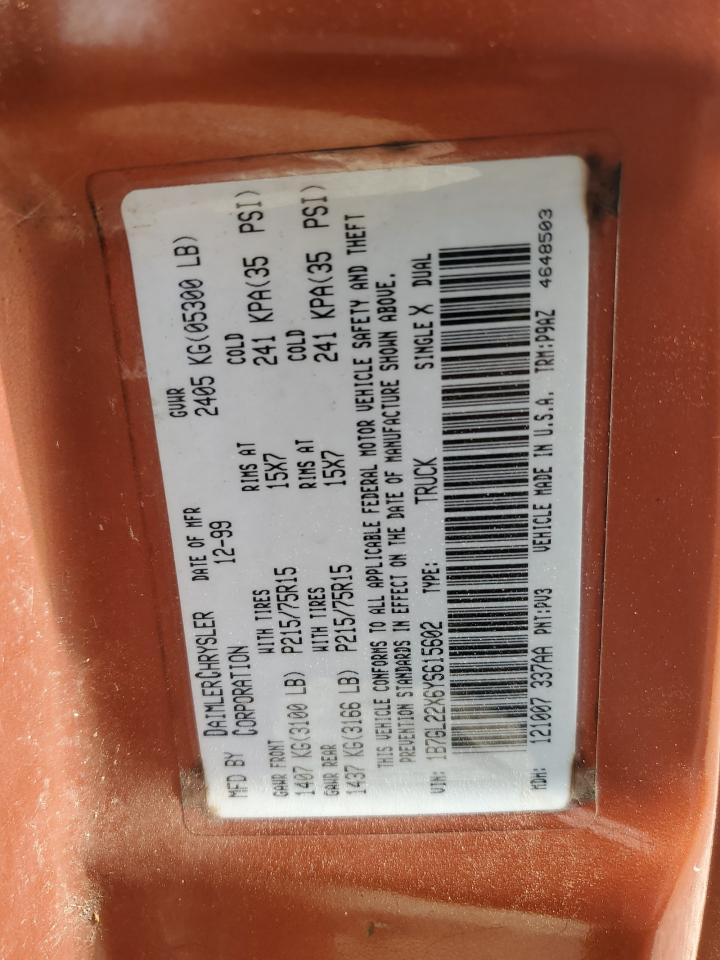 MFD BY DAIMLERCHRYSLER CORPORATION DATE OF MFR 12-99 GVWR 2405 KG(05300 LB)
GAWR FRONT WITH TIRES RIMS AT COLD
1407 KG(3100 LB) P215/75R15 15X7 241 KPA(35 PSI)
GAWR REAR WITH TIRES RIMS AT COLD
1437 KG(3166 LB) P215/75R15 15X7 241 KPA(35 PSI)
THIS VEHICLE CONFORMS TO ALL APPLICABLE FEDERAL MOTOR VEHICLE SAFETY AND THEFT
PREVENTION STANDARDS IN EFFECT ON THE DATE OF MANUFACTURE SHOWN ABOVE.
VIN: 1B7GL22X6YS615602 TYPE: TRUCK SINGLE X DUAL
MDH: 121007 337AA PNT:PV3 VEHICLE MADE IN U.S.A. TRM:P9AZ 4648503